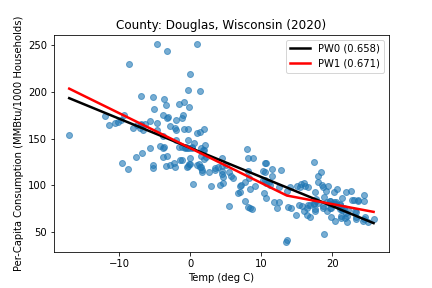 County: Douglas, Wisconsin (2020)
Per-Capita Consumption (MMBtu/1000 Households)
250
200
150
100
50
PW0 (0.658)
PW1 (0.671)
−10
0
10
20
Temp (deg C)